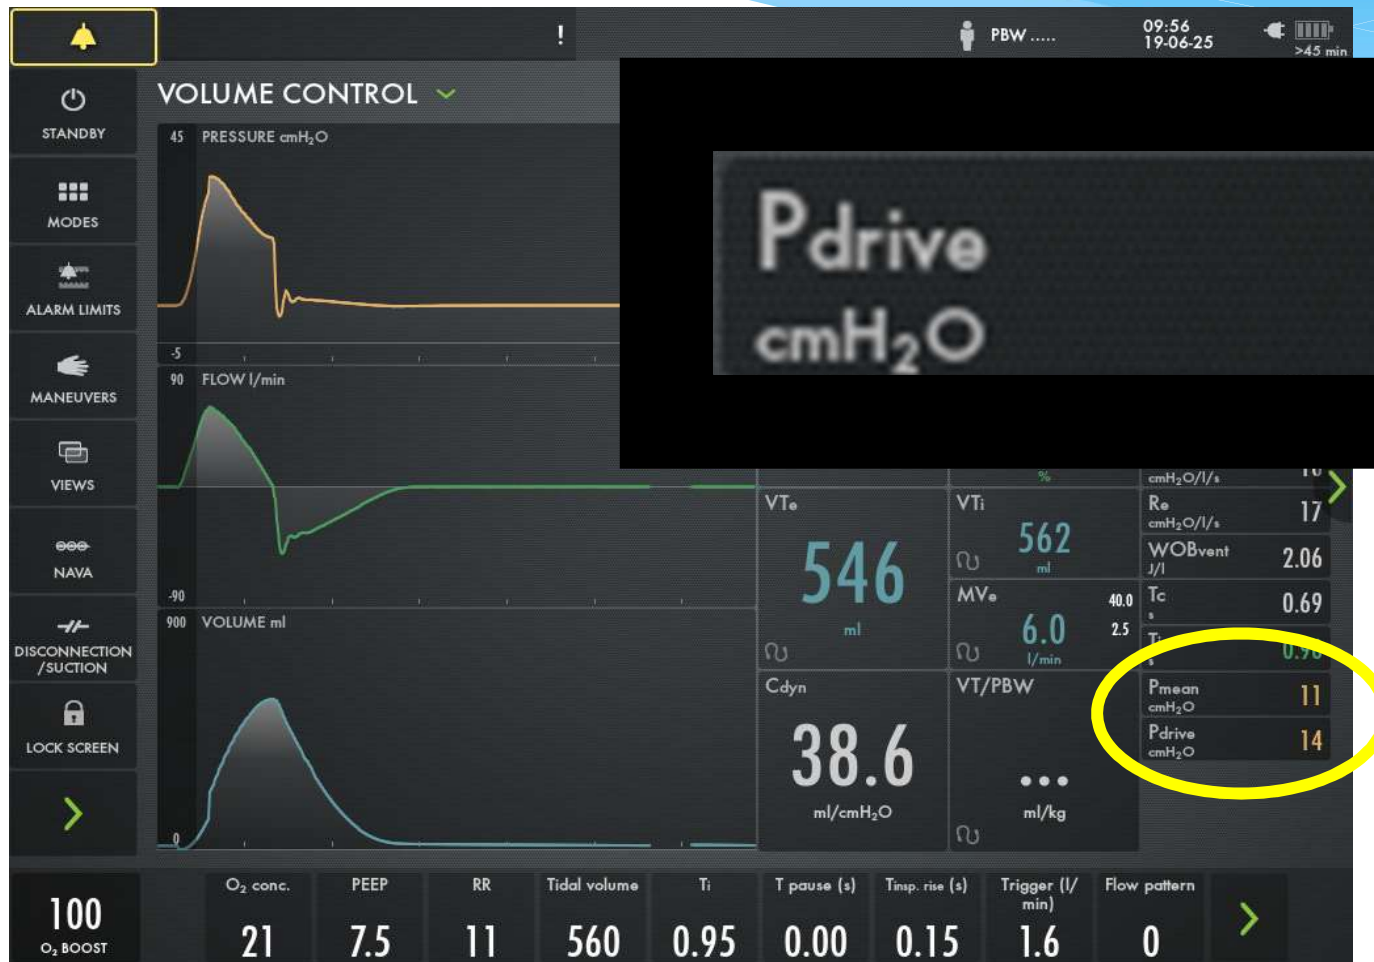 !
PBW .....
09:56
19-06-25
>45 min
STANDBY
MODES
ALARM LIMITS
MANEUVERS
VIEWS
NAVA
DISCONNECTION
/SUCTION
LOCK SCREEN
VOLUME CONTROL
45 PRESSURE cmH₂O
-5
90 FLOW l/min
-90
900 VOLUME ml
0
Pdrive
cmH₂O
%
cmH₂O/l/s
VTe
546
ml
VTi
562
ml
MVe
40.0
6.0
2.5
l/min
Cdyn
38.6
ml/cmH₂O
VT/PBW
...
ml/kg
Re 17
cmH₂O/l/s
WOBvent 2.06
J/l
Tc 0.69
s
Pmean 11
cmH₂O
Pdrive 14
cmH₂O
100
O₂ BOOST
O₂ conc.
21
PEEP
7.5
RR
11
Tidal volume
560
Ti
0.95
T pause (s)
0.00
Tinsp. rise (s)
0.15
Trigger (l/
min)
1.6
Flow pattern
0